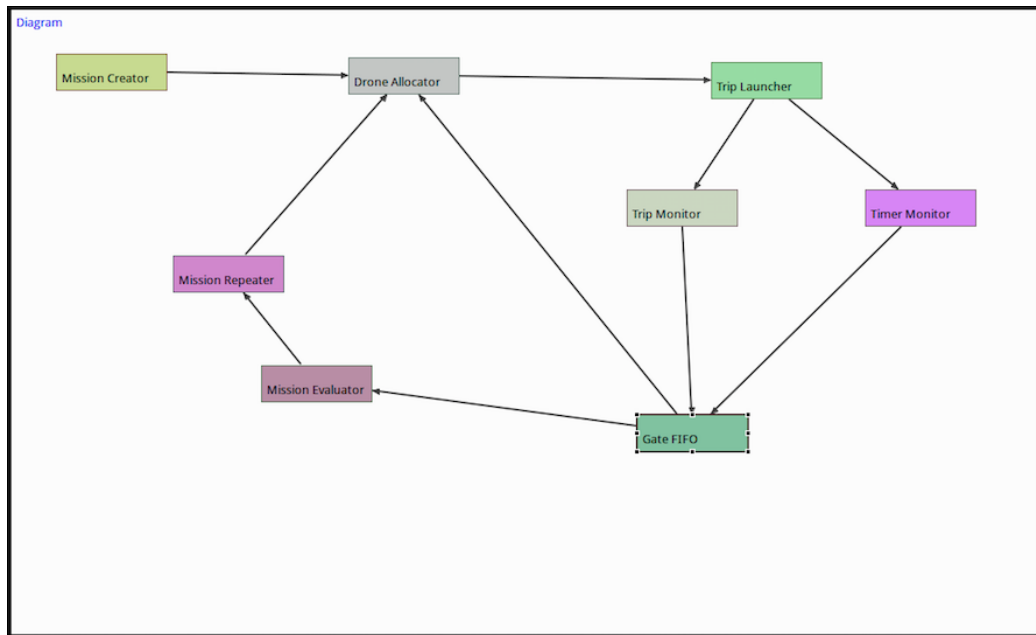 Diagram
Mission Creator
Drone Allocator
Trip Launcher
Trip Monitor
Timer Monitor
Mission Repeater
Mission Evaluator
Gate FIFO